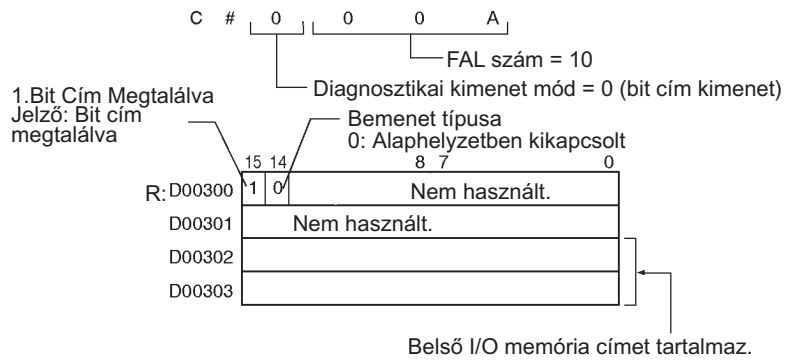 C # 0 0 0 A
FAL szám = 10
Diagnosztikai kimenet mód = 0 (bit cím kimenet)
1.Bit Cím Megtalálva
Jelző: Bit cím
megtalálva
Bemenet típusa
0: Alaphelyzetben kikapcsolt
15 14 8 7 0
R: D00300 1 0 Nem használt.
D00301 Nem használt.
D00302
D00303
Belső I/O memória címet tartalmaz.